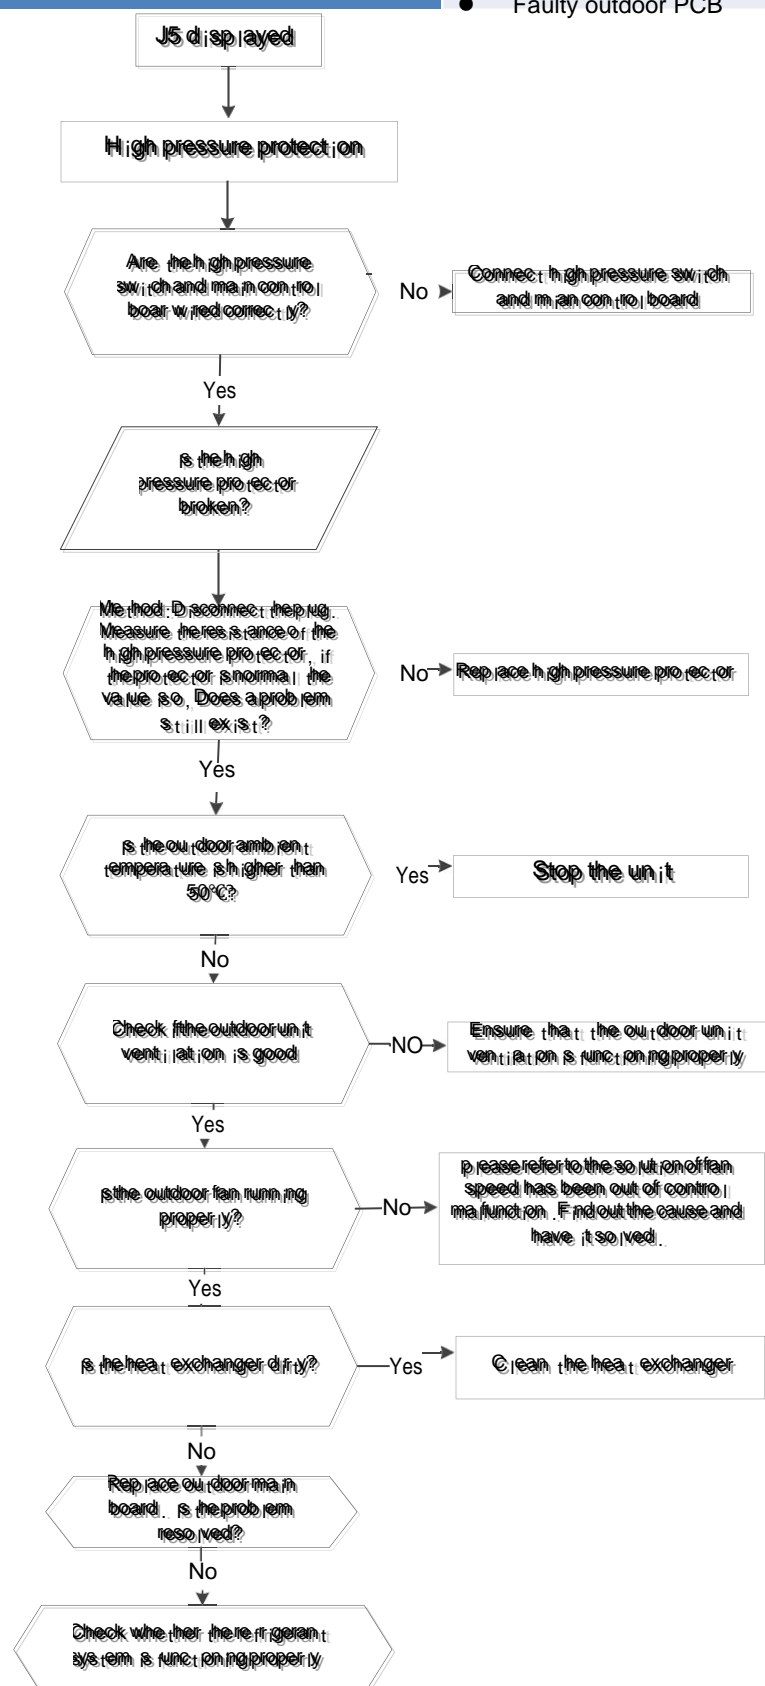 Faulty outdoor PCB
J5 displayed
High pressure protection
Are the high pressure
switch and main control
boar wired correctly?
No
Connect high pressure switch
and mian control board
Yes
Is the high
pressure protector
broken?
Method: Disconnect the plug.
Measure the resistance of the
high pressure protector, if
the protector is normal the
value is 0, Does a problem
still exist?
No
Replace high pressure protector
Yes
Is the outdoor ambient
temperature is higher than
50℃?
Yes
Stop the unit
No
Check if the outdoor unit
ventilation is good
NO
Ensure that the outdoor unit
ventilation is functioning properly
Yes
Is the outdoor fan running
properly?
No
please refer to the solution of fan
speed has been out of control
malfunction. Find out the cause and
have it solved.
Yes
Is the heat exchanger dirty?
Yes
Clean the heat exchanger
No
Replace outdoor main
board. Is the problem
resolved?
No
Check whether the refrigerant
system is functioning properly